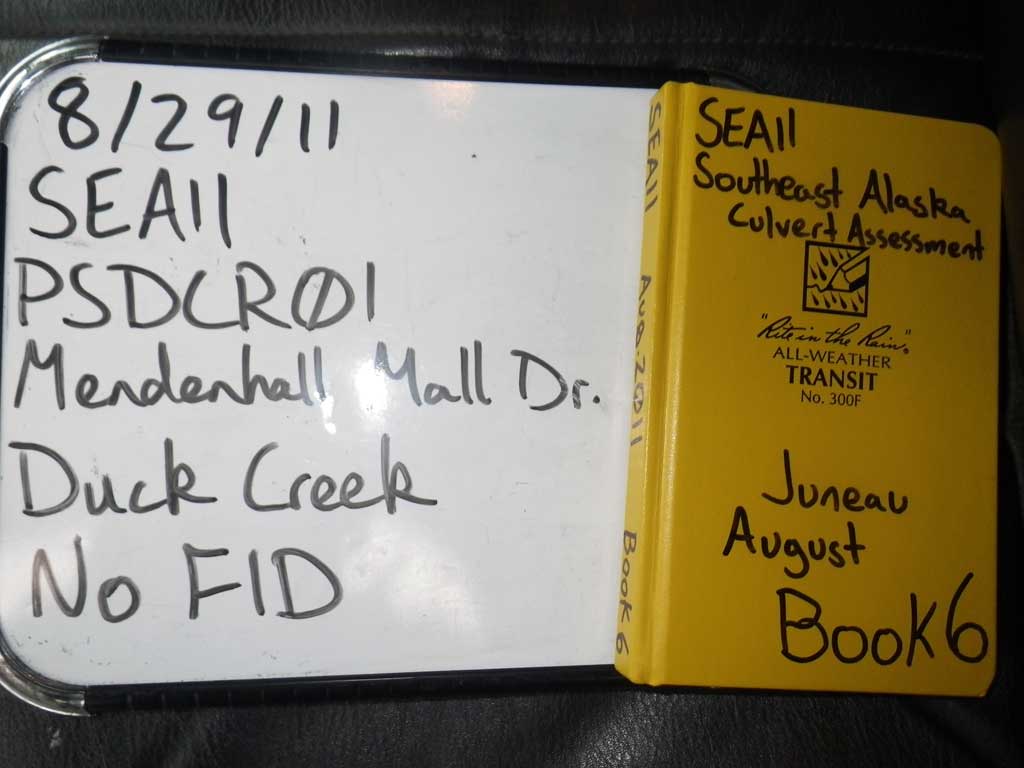 8/29/11
SEA11
PSDCRØ1
Mendenhall Mall Dr.
Duck Creek
No FID
SEA11 Aug. 2011 Book 6
SEA11
Southeast Alaska
Culvert Assessment
"Rite in the Rain"®
ALL-WEATHER
TRANSIT
No. 300F
Juneau
August
Book 6